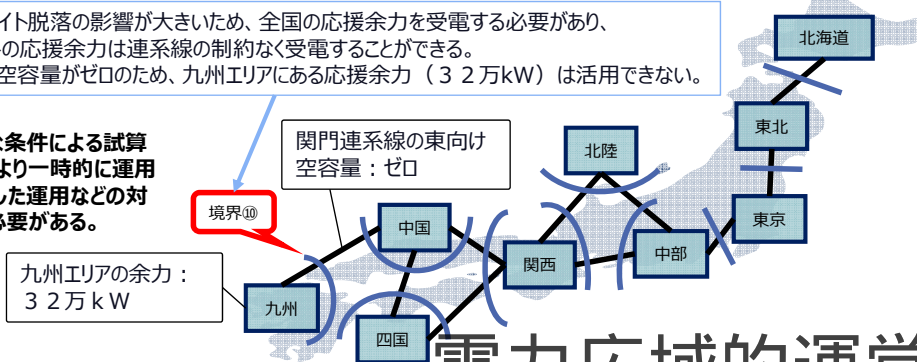 イト脱落の影響が大きいため、全国の応援余力を受電する必要があり、
の応援余力は連系線の制約なく受電することができる。
空容量がゼロのため、九州エリアにある応援余力（３２万kW）は活用できない。
な条件による試算
より一時的に運用
した運用などの対
必要がある。
関門連系線の東向け
空容量：ゼロ
境界⑩
九州エリアの余力：
３２万ｋＷ
北海道
東北
東京
北陸
中部
関西
中国
四国
九州
電力広域的運営